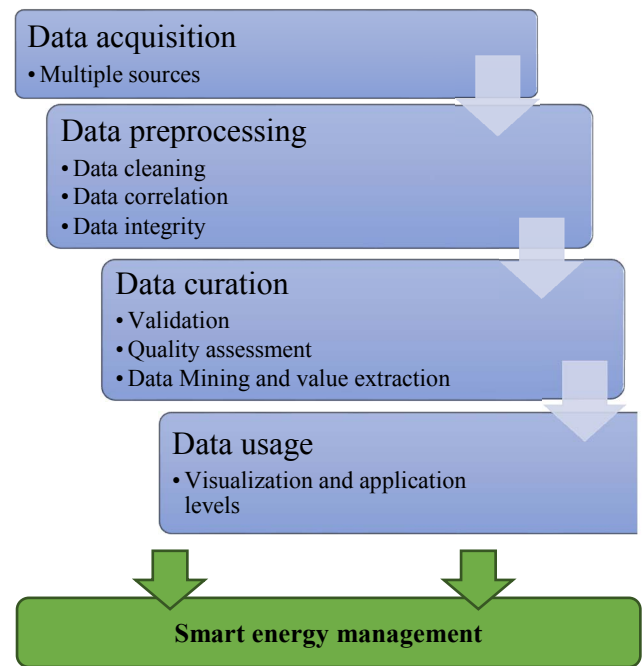 Data acquisition
• Multiple sources
Data preprocessing
• Data cleaning
• Data correlation
• Data integrity
Data curation
• Validation
• Quality assessment
• Data Mining and value extraction
Data usage
• Visualization and application
levels
Smart energy management